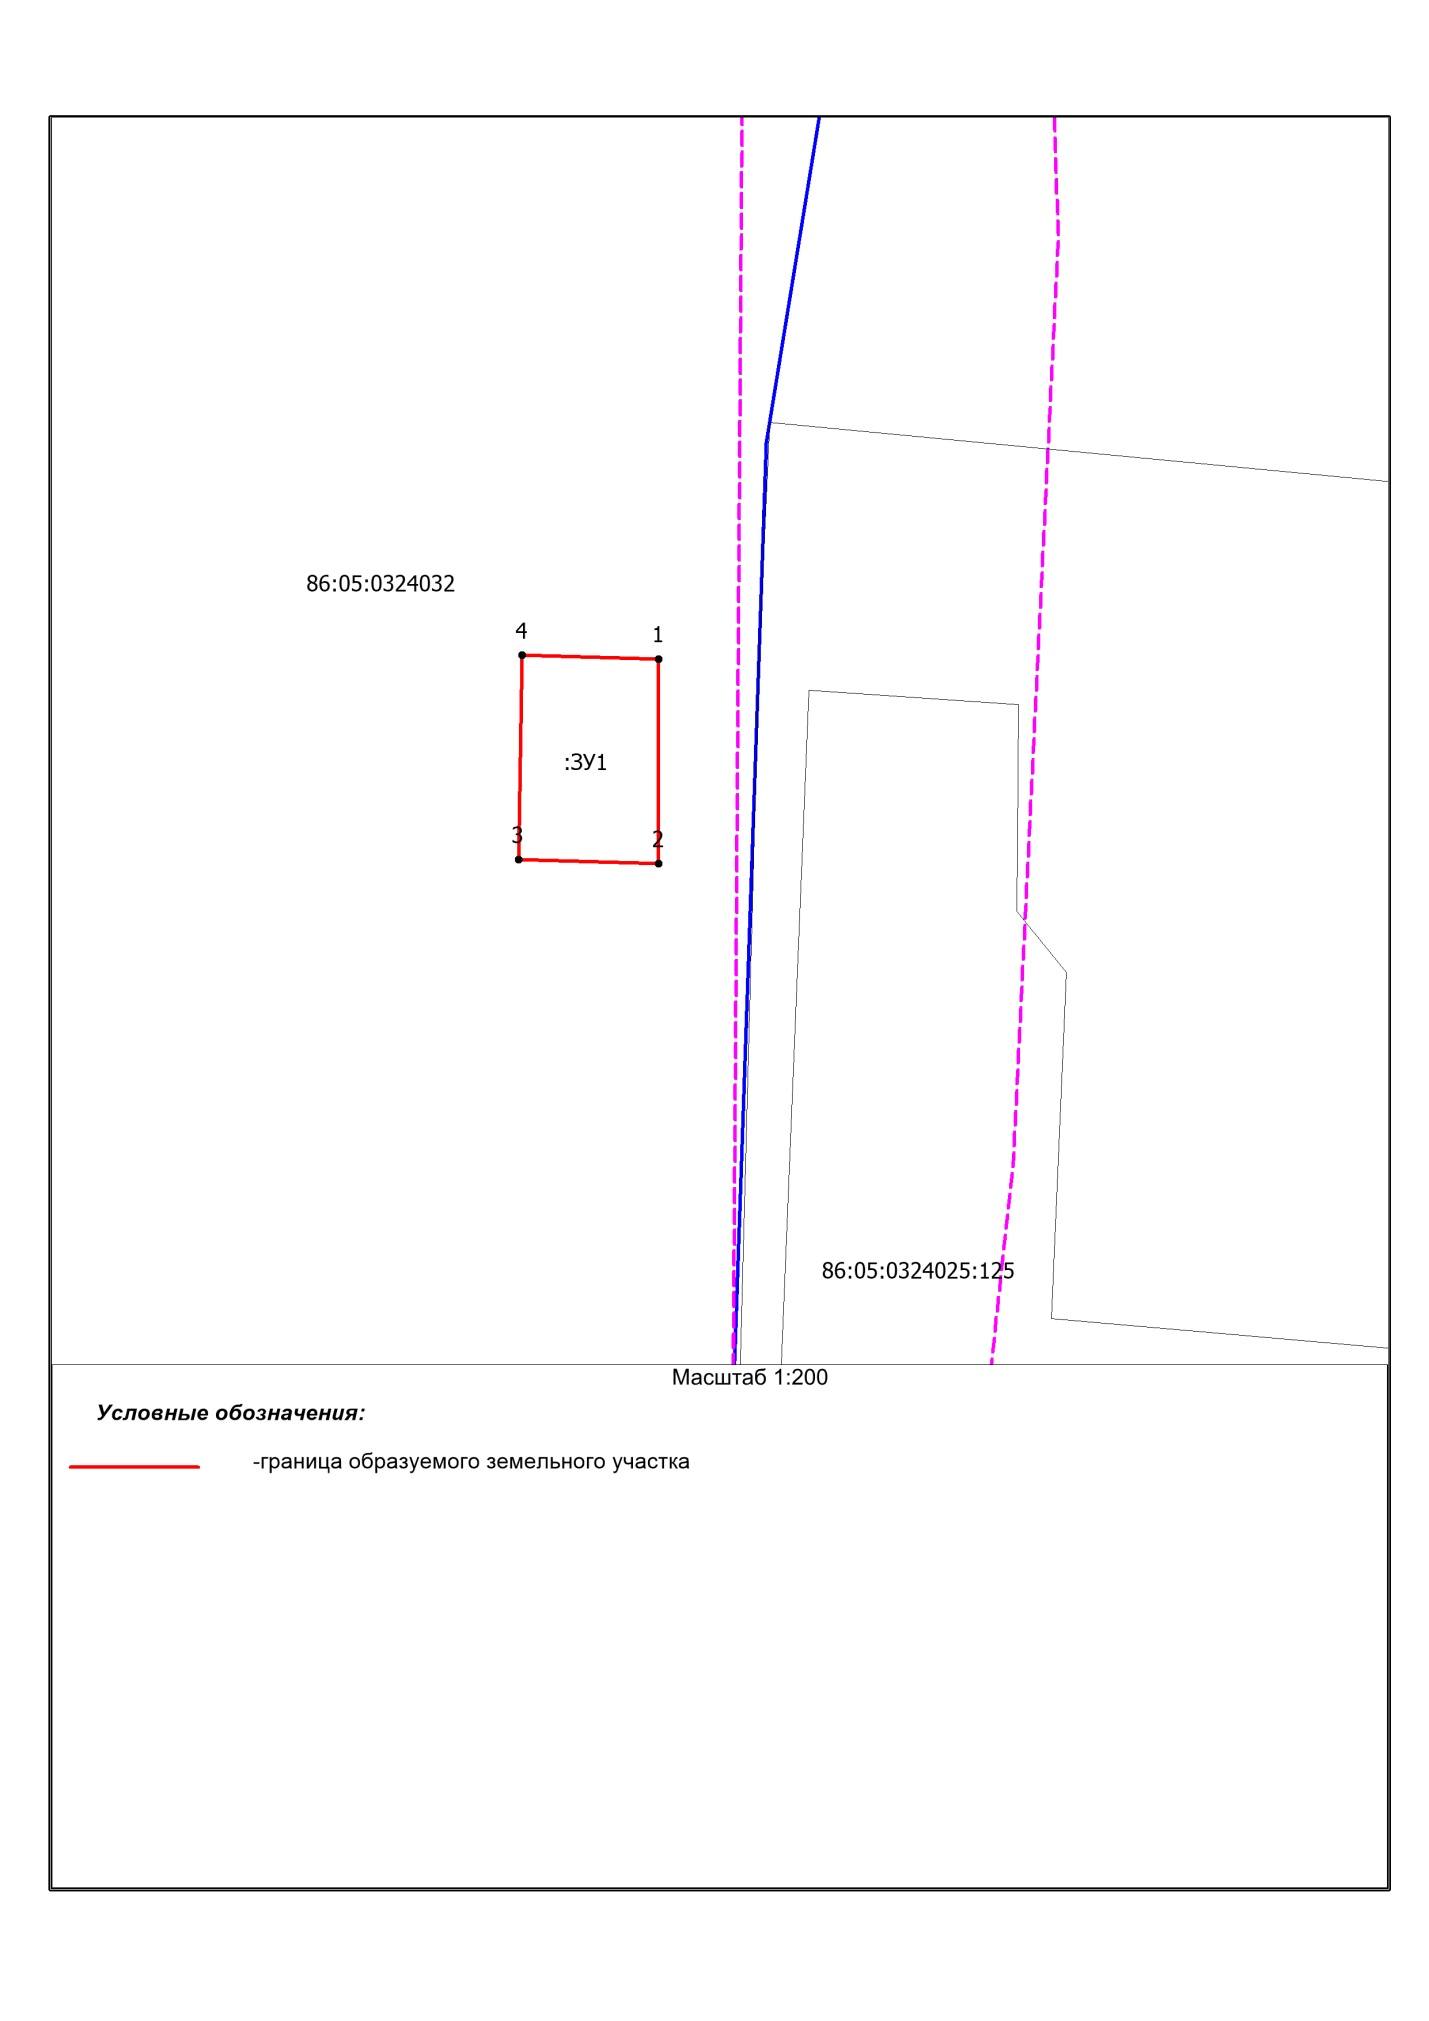 86:05:0324032
4
1
:ЗУ1
3
2
86:05:0324025:125
Масштаб 1:200
Условные обозначения:
-граница образуемого земельного участка